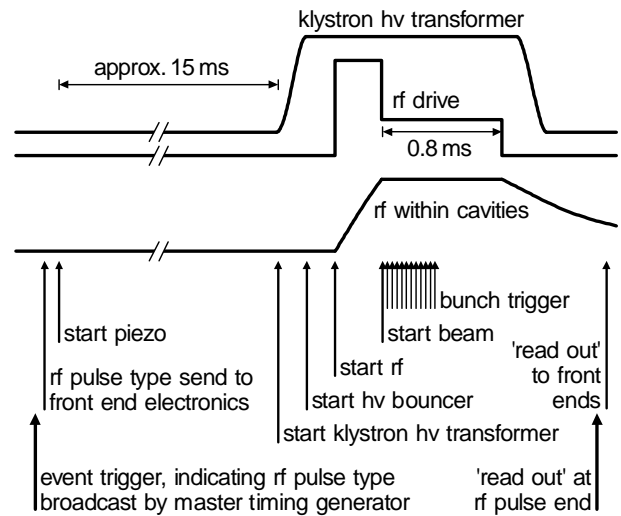 klystron hv transformer
approx. 15 ms
rf drive
0.8 ms
rf within cavities
bunch trigger
start piezo
start beam
rf pulse type send to
front end electronics
start rf
'read out'
to front
ends
start hv bouncer
start klystron hv transformer
event trigger, indicating rf pulse type
broadcast by master timing generator
'read out' at
rf pulse end